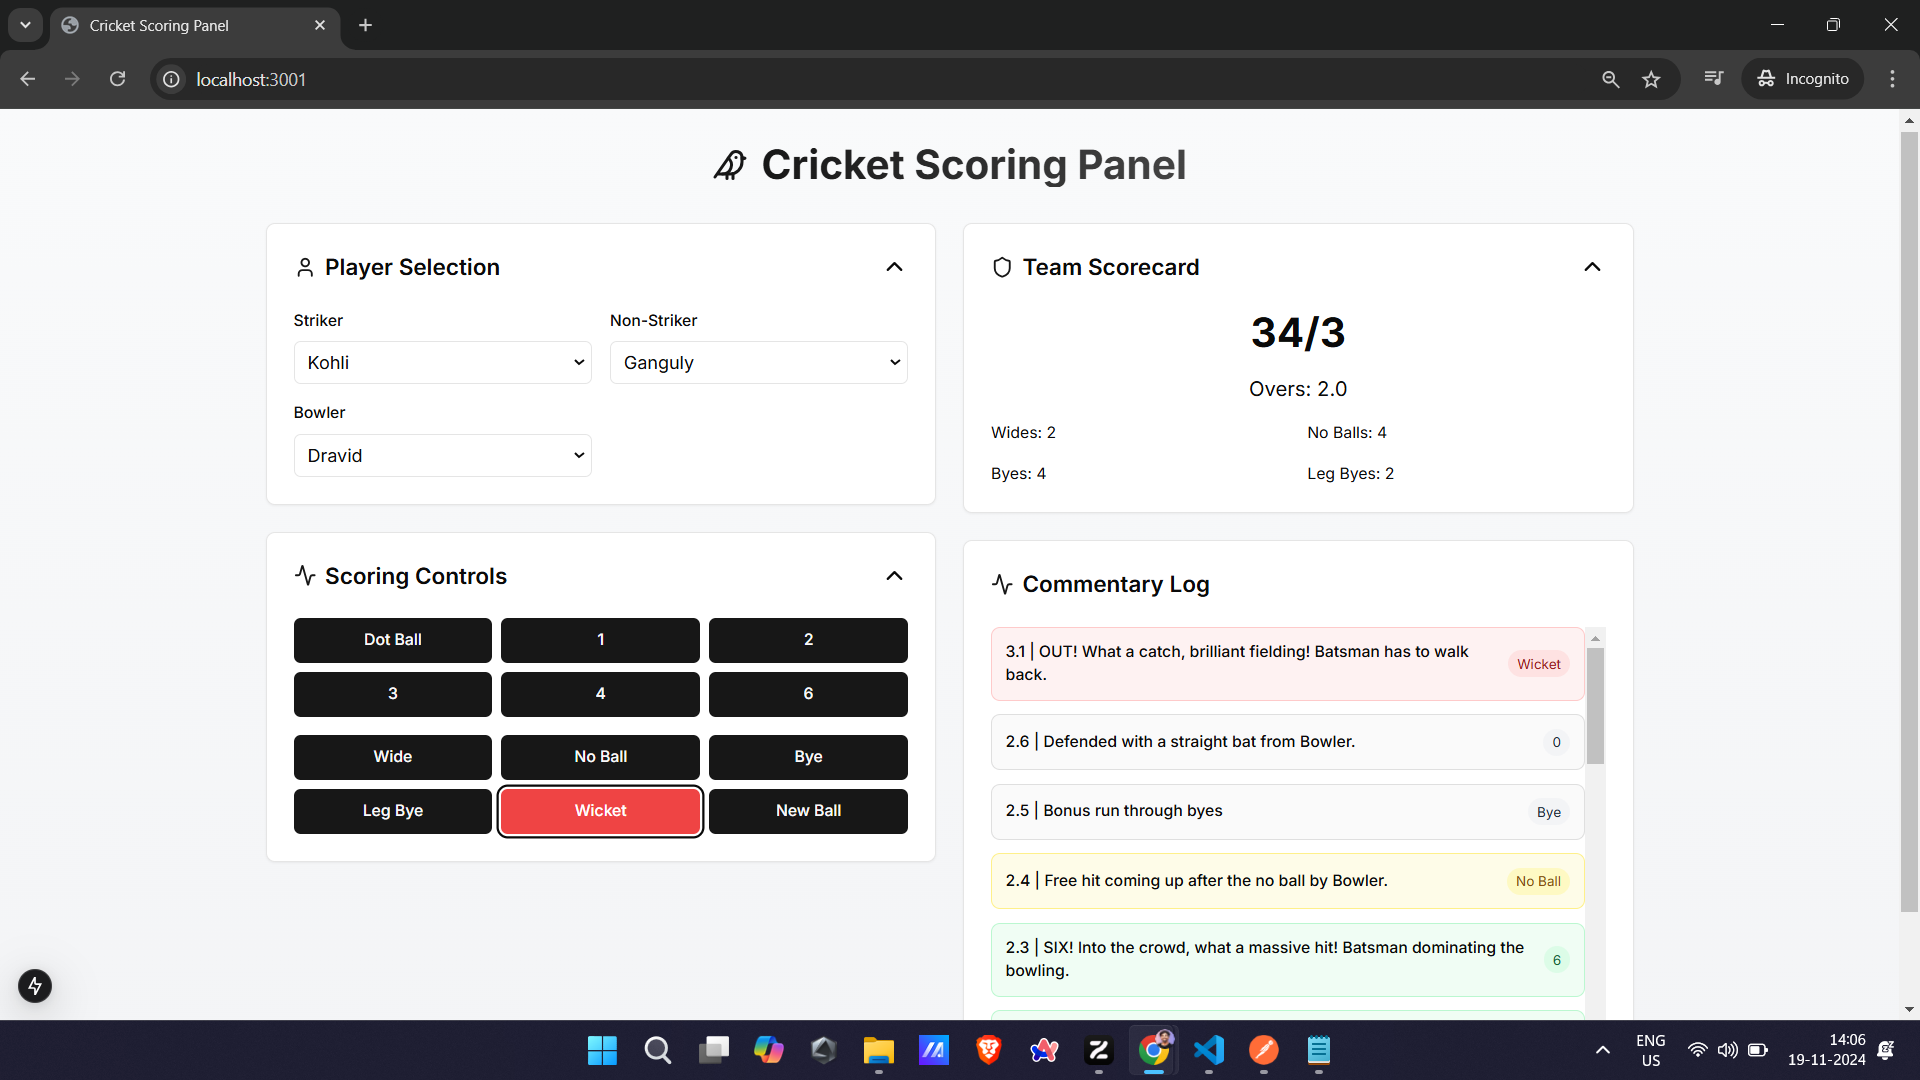 Cricket Scoring Panel
localhost:3001
Incognito
Cricket Scoring Panel
Player Selection
Striker
Non-Striker
Kohli
Ganguly
Bowler
Dravid
Team Scorecard
34/3
Overs: 2.0
Wides: 2
No Balls: 4
Byes: 4
Leg Byes: 2
Scoring Controls
Dot Ball
1
2
3
4
6
Wide
No Ball
Bye
Leg Bye
Wicket
New Ball
Commentary Log
3.1 | OUT! What a catch, brilliant fielding! Batsman has to walk
back.
Wicket
2.6 | Defended with a straight bat from Bowler.
0
2.5 | Bonus run through byes
Bye
2.4 | Free hit coming up after the no ball by Bowler.
No Ball
2.3 | SIX! Into the crowd, what a massive hit! Batsman dominating the
bowling.
6
ENG
US
14:06
19-11-2024